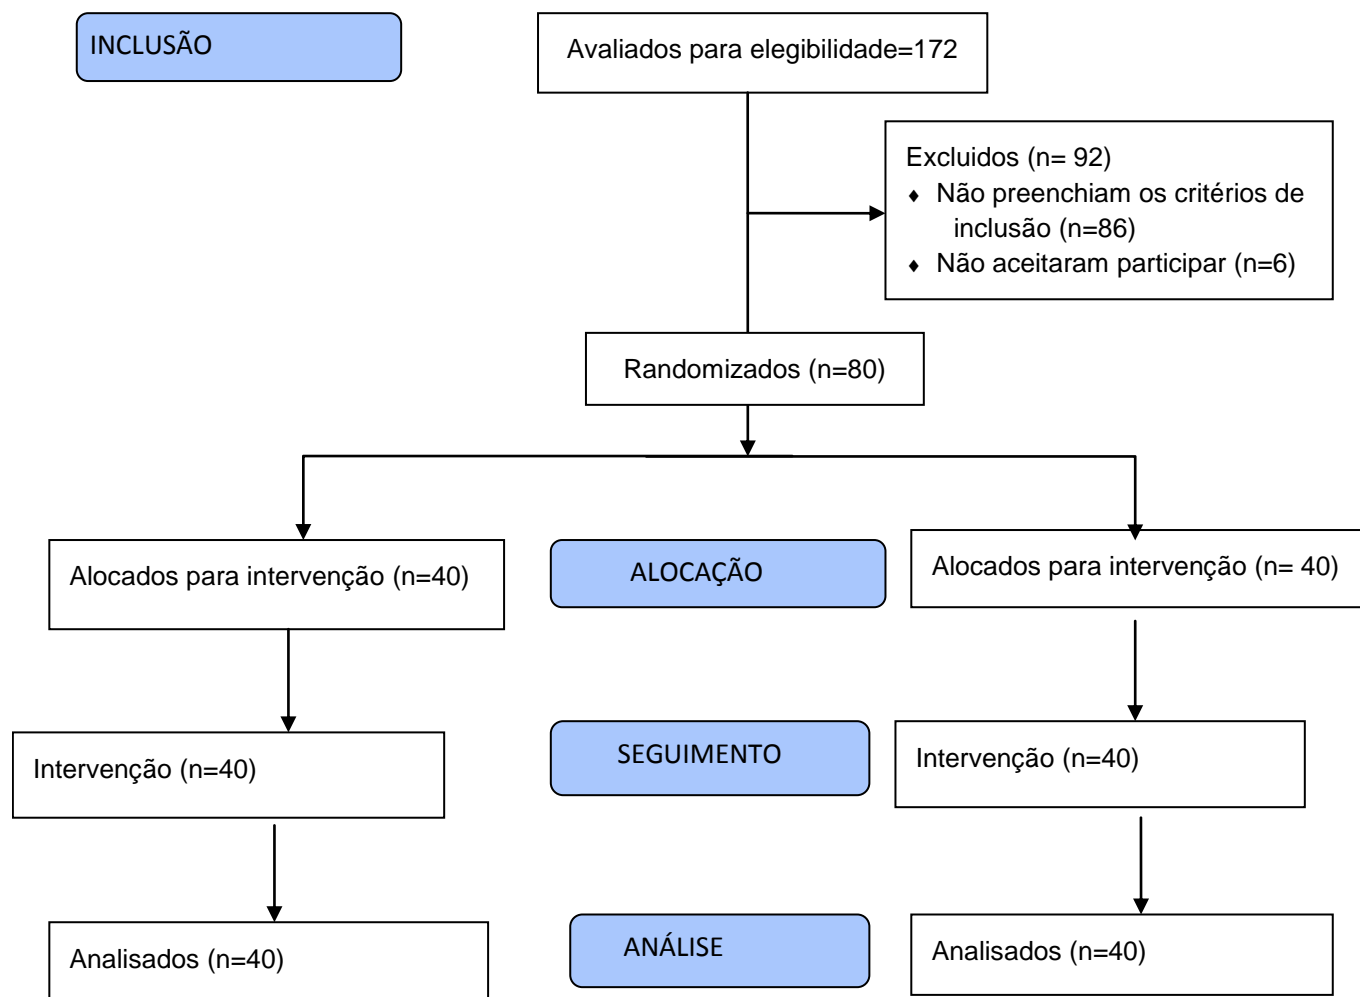 INCLUSÃO
Avaliados para elegibilidade=172
Excluidos (n= 92)
♦ Não preenchiam os critérios de
inclusão (n=86)
♦ Não aceitaram participar (n=6)
Randomizados (n=80)
Alocados para intervenção (n=40)
ALOCAÇÃO
Alocados para intervenção (n= 40)
Intervenção (n=40)
SEGUIMENTO
Intervenção (n=40)
Analisados (n=40)
ANÁLISE
Analisados (n=40)